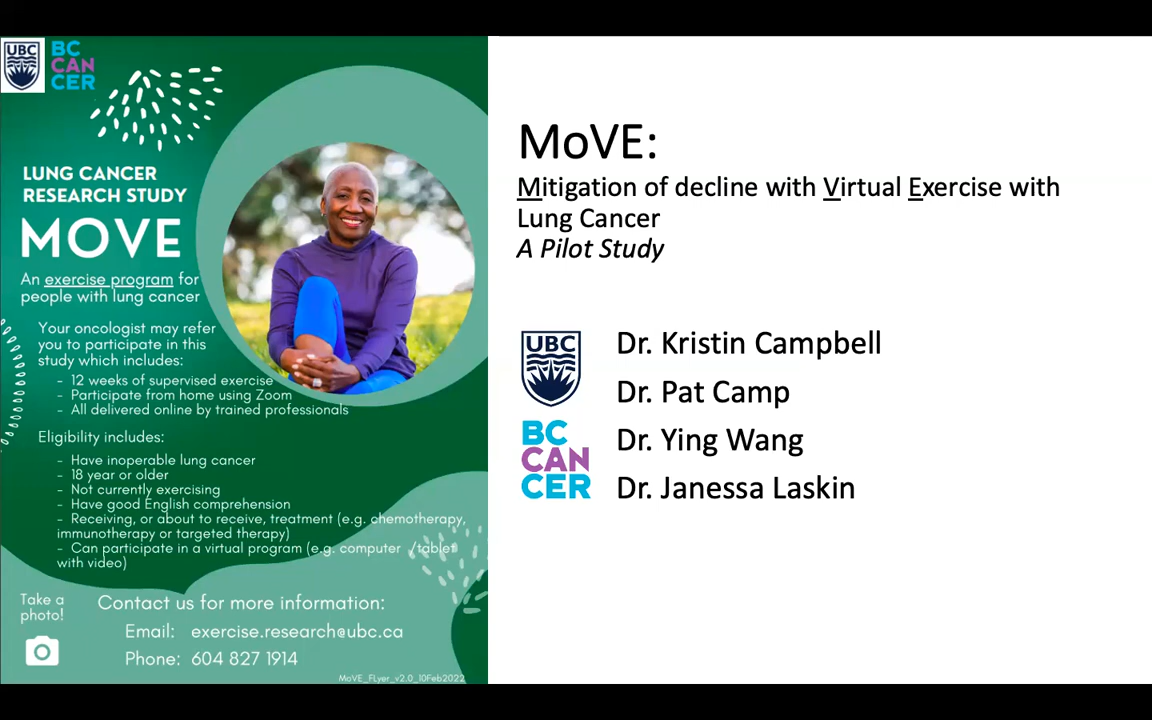 UBC
BC
CAN
CER
LUNG CANCER
RESEARCH STUDY
MOVE
An exercise program for
people with lung cancer
Your oncologist may refer
you to participate in this
study which includes:
- 12 weeks of supervised exercise
- Participate from home using Zoom
- All delivered online by trained professionals
Eligibility includes:
- Have inoperable lung cancer
- 18 year or older
- Not currently exercising
- Have good English comprehension
- Receiving, or about to receive, treatment (e.g. chemotherapy,
immunotherapy or targeted therapy)
- Can participate in a virtual program (e.g. computer /tablet
with video)
Take a
photo!
Contact us for more information:
Email: exercise.research@ubc.ca
Phone: 604 827 1914
MoVE_FLyer_v2.0_10Feb2022
MoVE:
Mitigation of decline with Virtual Exercise with
Lung Cancer
A Pilot Study
UBC
Dr. Kristin Campbell
Dr. Pat Camp
BC
CAN
CER
Dr. Ying Wang
Dr. Janessa Laskin